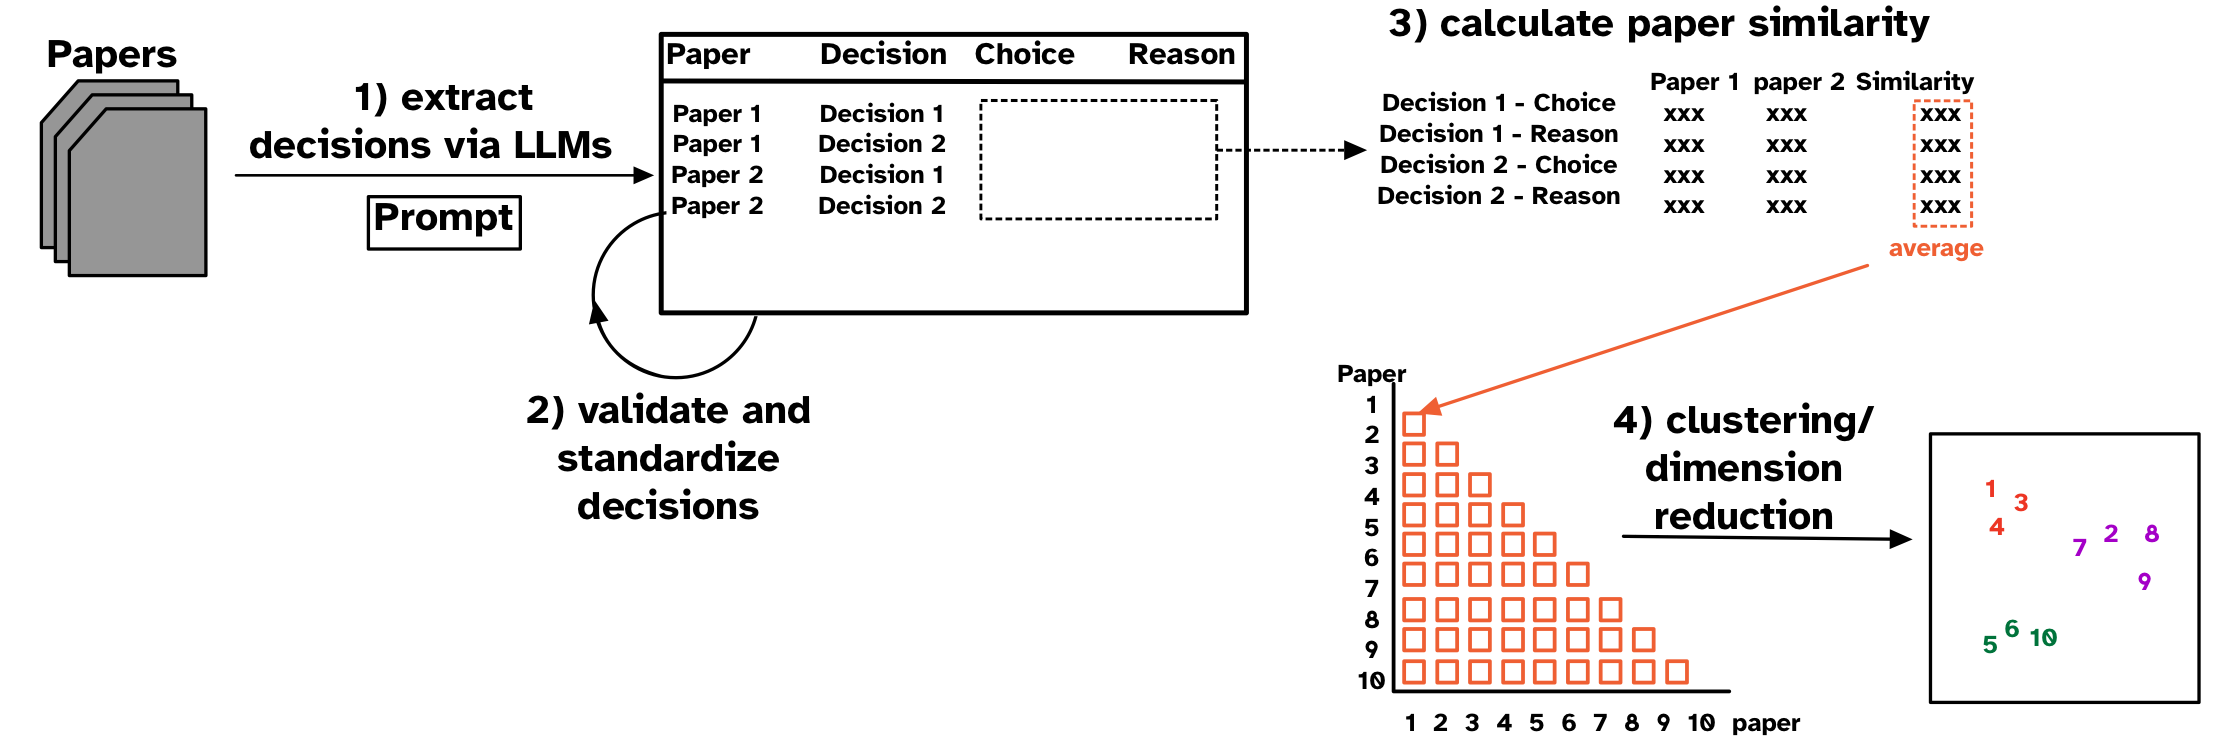 Papers
1) extract
decisions via LLMs
Prompt
Paper Decision Choice Reason
Paper 1 Decision 1
Paper 1 Decision 2
Paper 2 Decision 1
Paper 2 Decision 2
2) validate and
standardize
decisions
3) calculate paper similarity
Paper 1 paper 2 Similarity
Decision 1 - Choice xxx xxx xxx
Decision 1 - Reason xxx xxx xxx
Decision 2 - Choice xxx xxx xxx
Decision 2 - Reason xxx xxx xxx
average
Paper
1
2
3
4
5
6
7
8
9
10
1 2 3 4 5 6 7 8 9 10 paper
4) clustering/
dimension
reduction
1
3
4
7 2 8
9
5 6 10